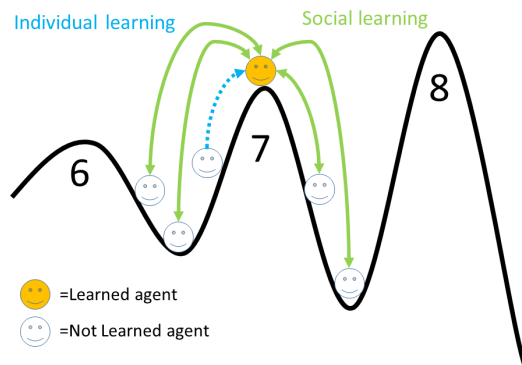 Individual learning
Social learning
6
7
8
=Learned agent
=Not Learned agent